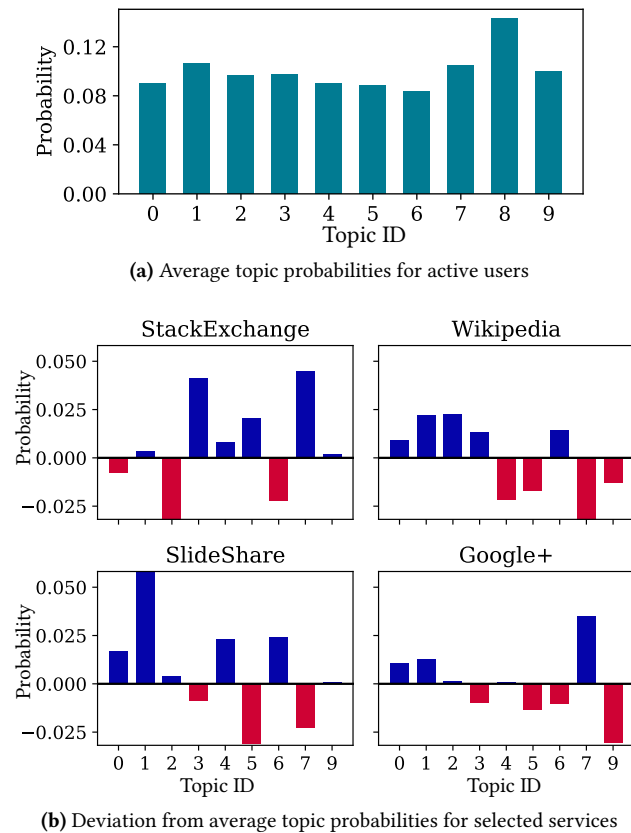 0.12
0.08
0.04
0.00
Probability
0 1 2 3 4 5 6 7 8 9
Topic ID
(a) Average topic probabilities for active users
StackExchange
Wikipedia
0.050
0.025
0.000
−0.025
Probability
SlideShare
Google+
0.050
0.025
0.000
−0.025
Probability
0 1 2 3 4 5 6 7 9
0 1 2 3 4 5 6 7 9
Topic ID
Topic ID
(b) Deviation from average topic probabilities for selected services